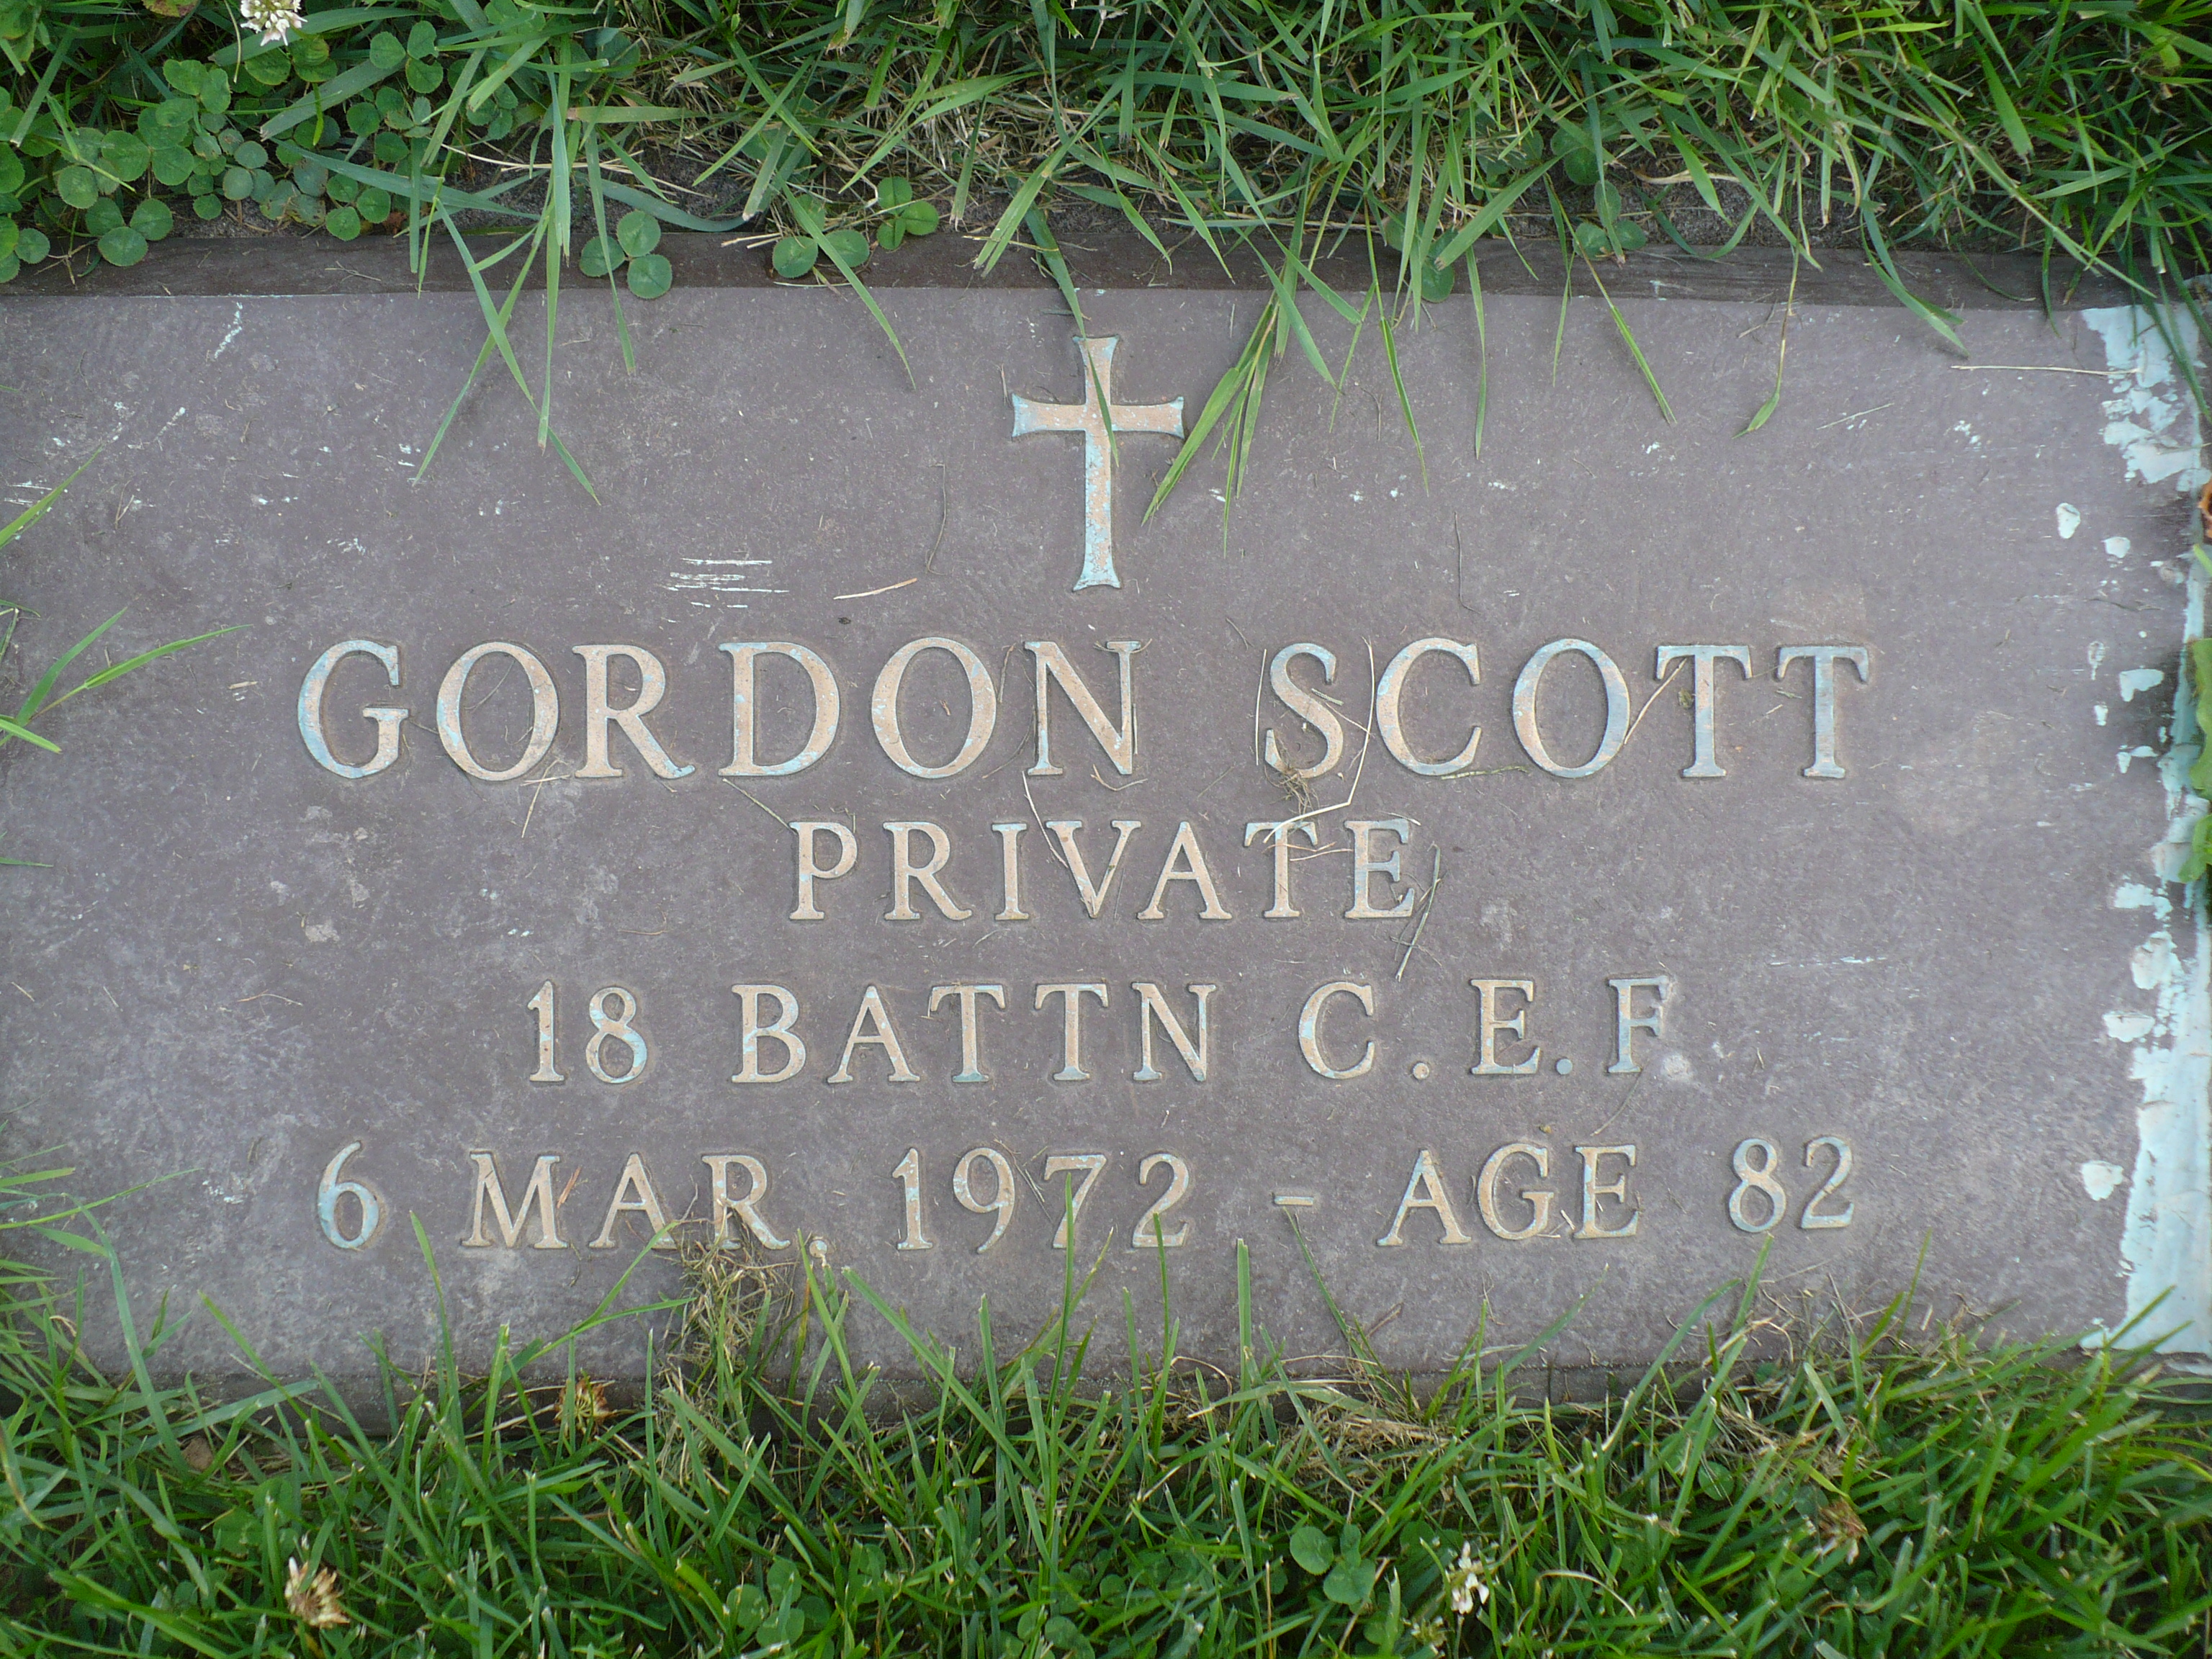 GORDON SCOTT
PRIVATE
18 BATTN C.E.F
6 MAR. 1972 - AGE 82